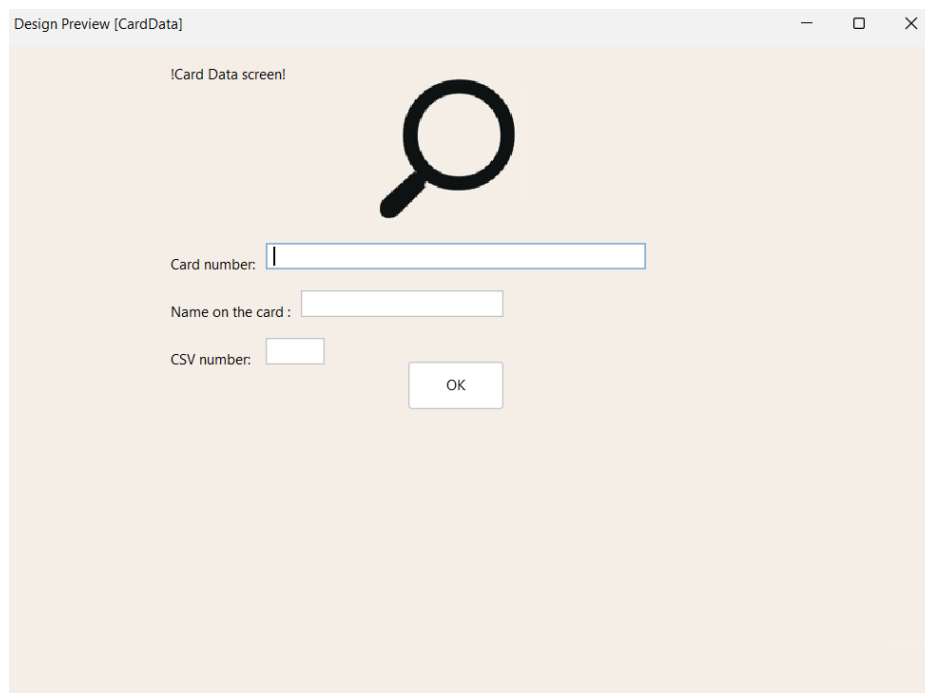 Design Preview [CardData]
!Card Data screen!
Card number:
Name on the card :
CSV number:
OK